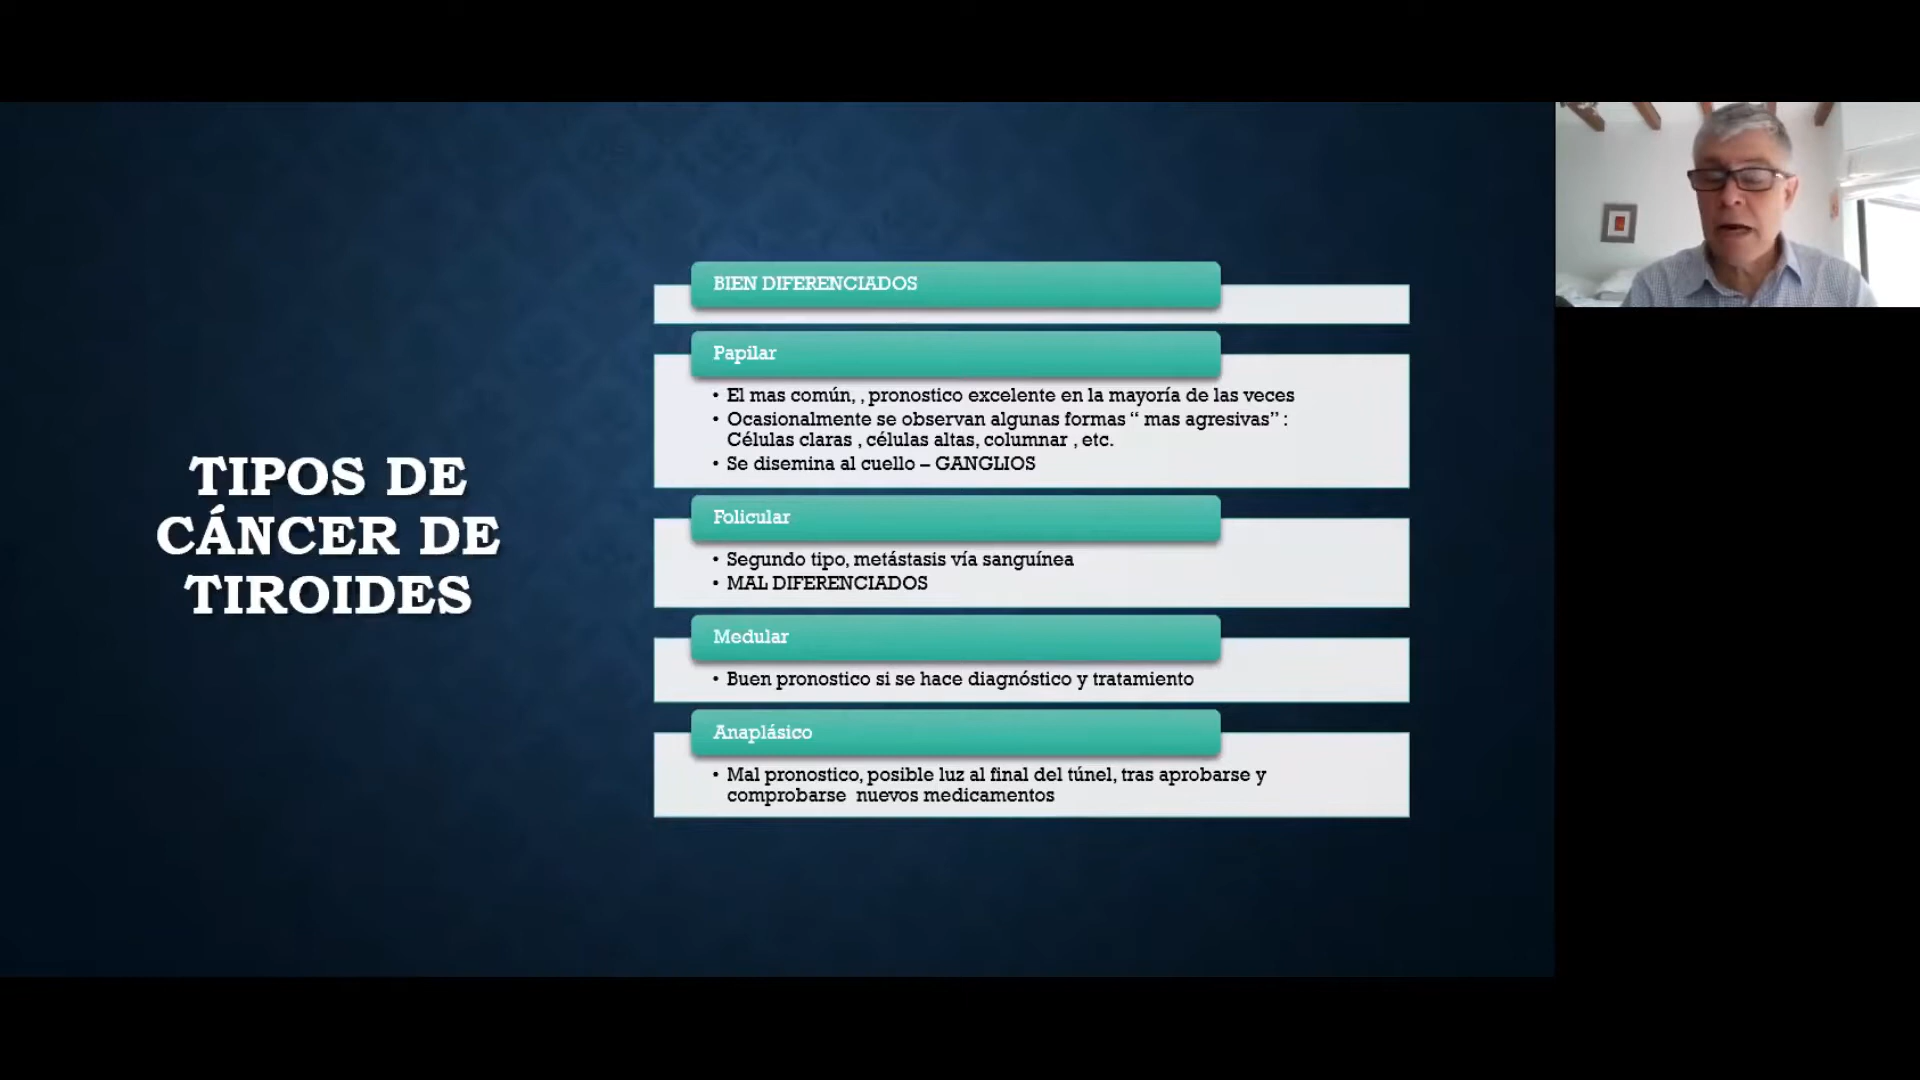 TIPOS DE
CÁNCER DE
TIROIDES
BIEN DIFERENCIADOS
Papilar
• El mas común, , pronostico excelente en la mayoría de las veces
• Ocasionalmente se observan algunas formas “ mas agresivas” :
Células claras , células altas, columnar , etc.
• Se disemina al cuello – GANGLIOS
Folicular
• Segundo tipo, metástasis vía sanguínea
• MAL DIFERENCIADOS
Medular
• Buen pronostico si se hace diagnóstico y tratamiento
Anaplásico
• Mal pronostico, posible luz al final del túnel, tras aprobarse y
comprobarse  nuevos medicamentos